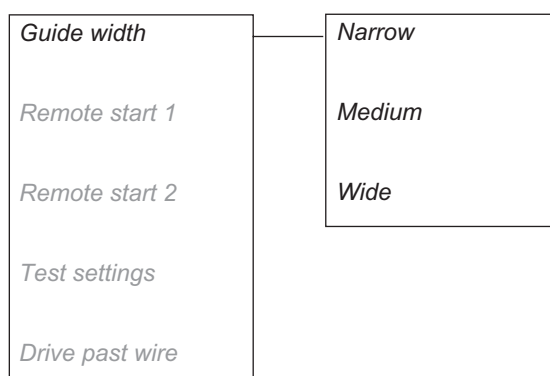 Guide width
Remote start 1
Remote start 2
Test settings
Drive past wire
Narrow
Medium
Wide